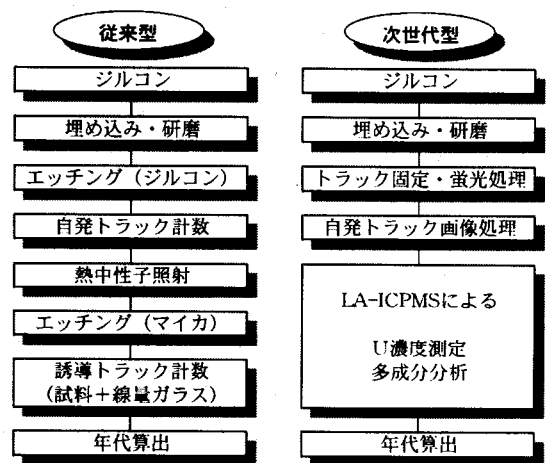 従来型
ジルコン
埋め込み・研磨
エッチング（ジルコン）
自発トラック計数
熱中性子照射
エッチング（マイカ）
誘導トラック計数
(試料＋線量ガラス)
年代算出
次世代型
ジルコン
埋め込み・研磨
トラック固定・蛍光処理
自発トラック画像処理
LA-ICPMSによる
U濃度測定
多成分分析
年代算出